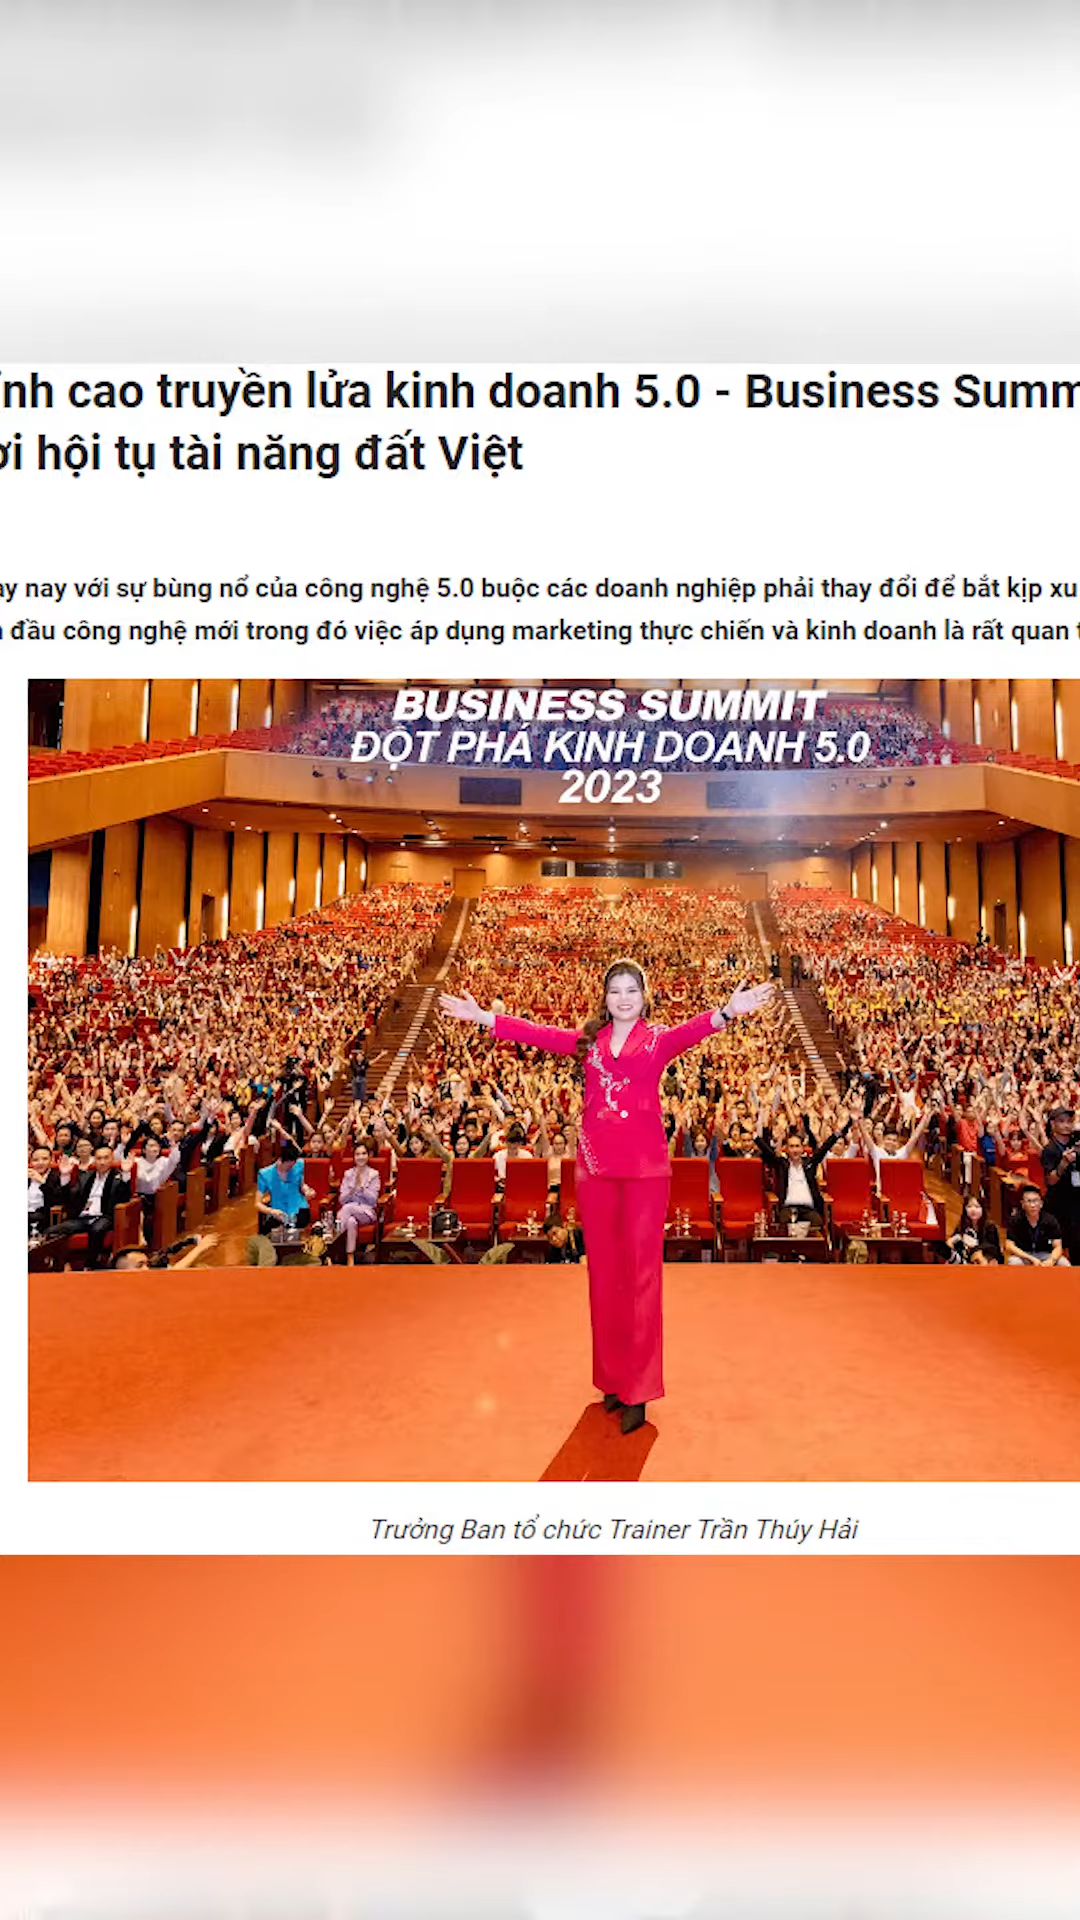 ỉnh cao truyền lửa kinh doanh 5.0 - Business Summ
ơi hội tụ tài năng đất Việt
ay nay với sự bùng nổ của công nghệ 5.0 buộc các doanh nghiệp phải thay đổi để bắt kịp xu
đầu công nghệ mới trong đó việc áp dụng marketing thực chiến và kinh doanh là rất quan t
BUSINESS SUMMIT
ĐỘT PHÁ KINH DOANH 5.0
2023
Trưởng Ban tổ chức Trainer Trần Thúy Hải